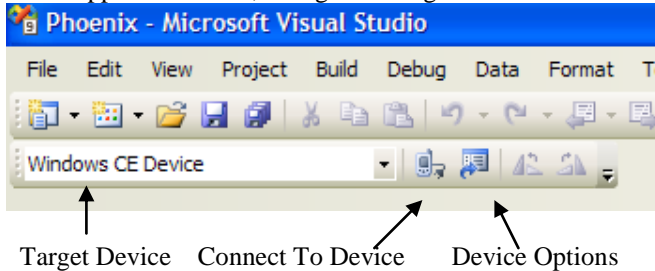 Phoenix - Microsoft Visual Studio
File Edit View Project Build Debug Data Format
Windows CE Device
Target Device Connect To Device Device Options